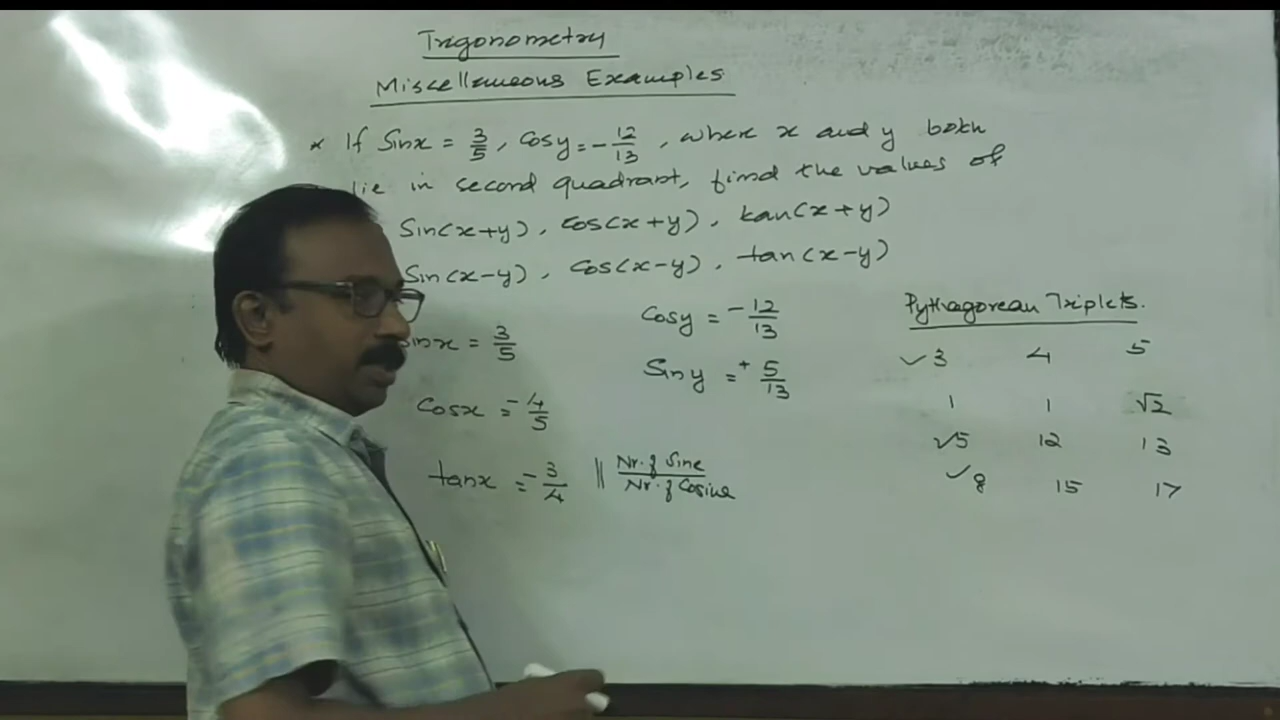 Trigonometry
Miscellaneous Examples
* If Sinx = 3/5, Cosy = -12/13, where x and y both
lie in second quadrant, find the values of
Sin(x+y), Cos(x+y), tan(x+y)
Sin(x-y), Cos(x-y), tan(x-y)
Sinx = 3/5
Cosx = -4/5
tanx = -3/4 || Nr. of Sine / Nr. of Cosine
Cosy = -12/13
Siny = +5/13
Pythagorean Triplets.
✓3 4 5
1 1 √2
✓5 12 13
✓8 15 17